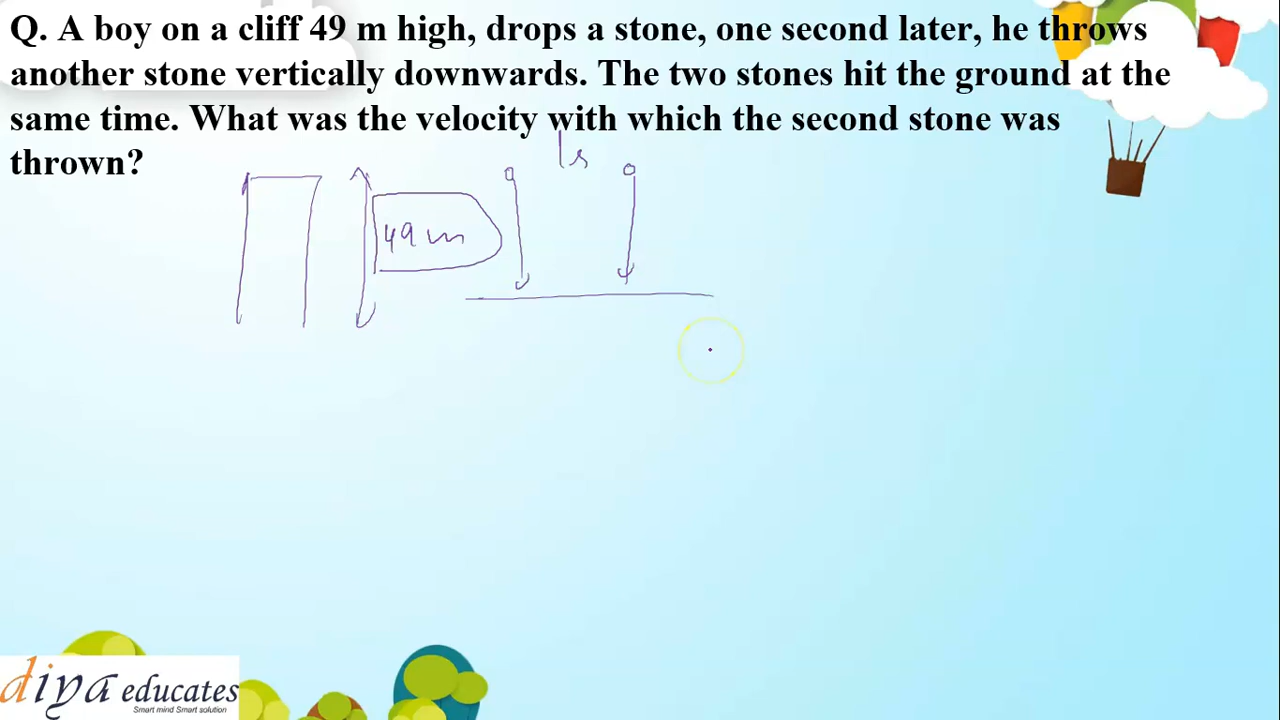 Q. A boy on a cliff 49 m high, drops a stone, one second later, he throws
another stone vertically downwards. The two stones hit the ground at the
same time. What was the velocity with which the second stone was
thrown?
1s
49 m
diya educates
Smart mind Smart solution